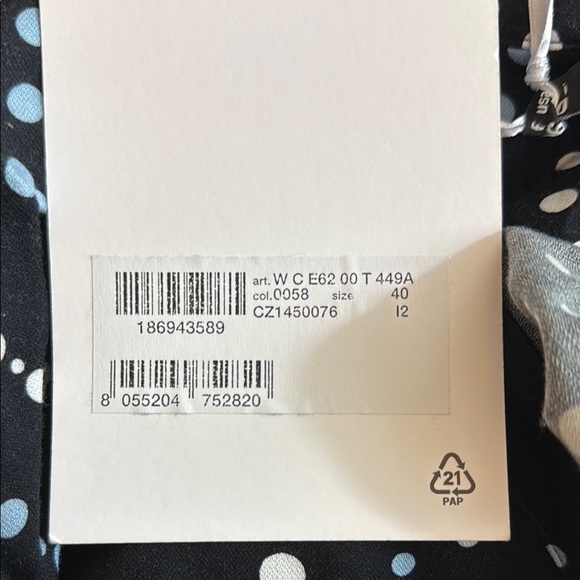 art. W C E62 00 T 449A
col. 0058 size 40
CZ1450076 I2
186943589
8 055204 752820
21
PAP